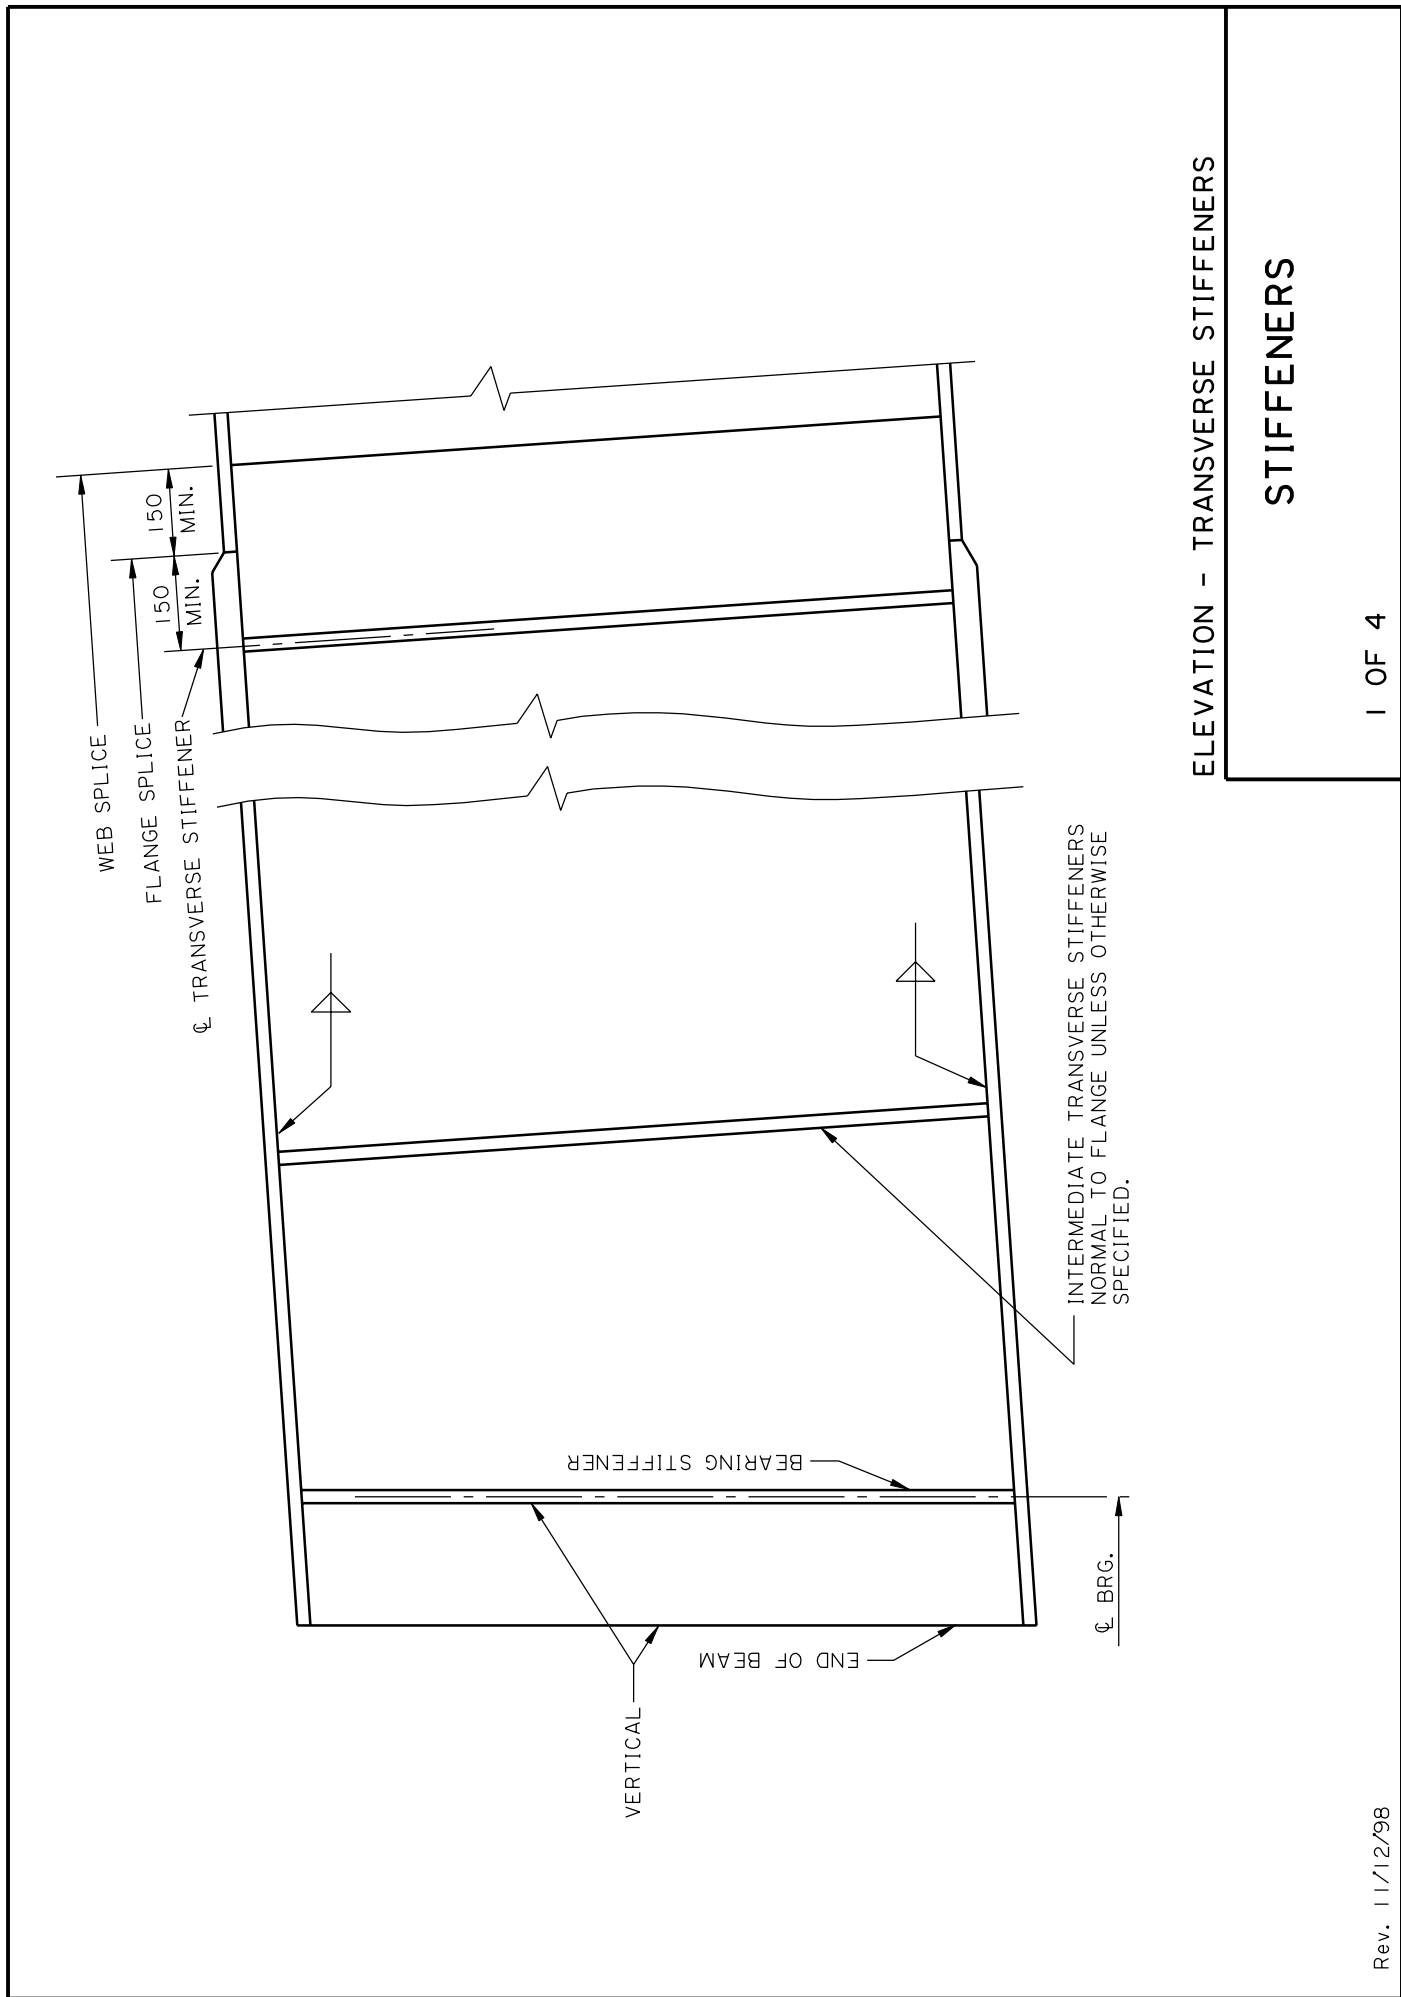 WEB SPLICE
FLANGE SPLICE
℄ TRANSVERSE STIFFENER
150
MIN.
150
MIN.
VERTICAL
END OF BEAM
BEARING STIFFENER
℄ BRG.
INTERMEDIATE TRANSVERSE STIFFENERS
NORMAL TO FLANGE UNLESS OTHERWISE
SPECIFIED.
ELEVATION - TRANSVERSE STIFFENERS
STIFFENERS
1 OF 4
Rev. 11/12/98